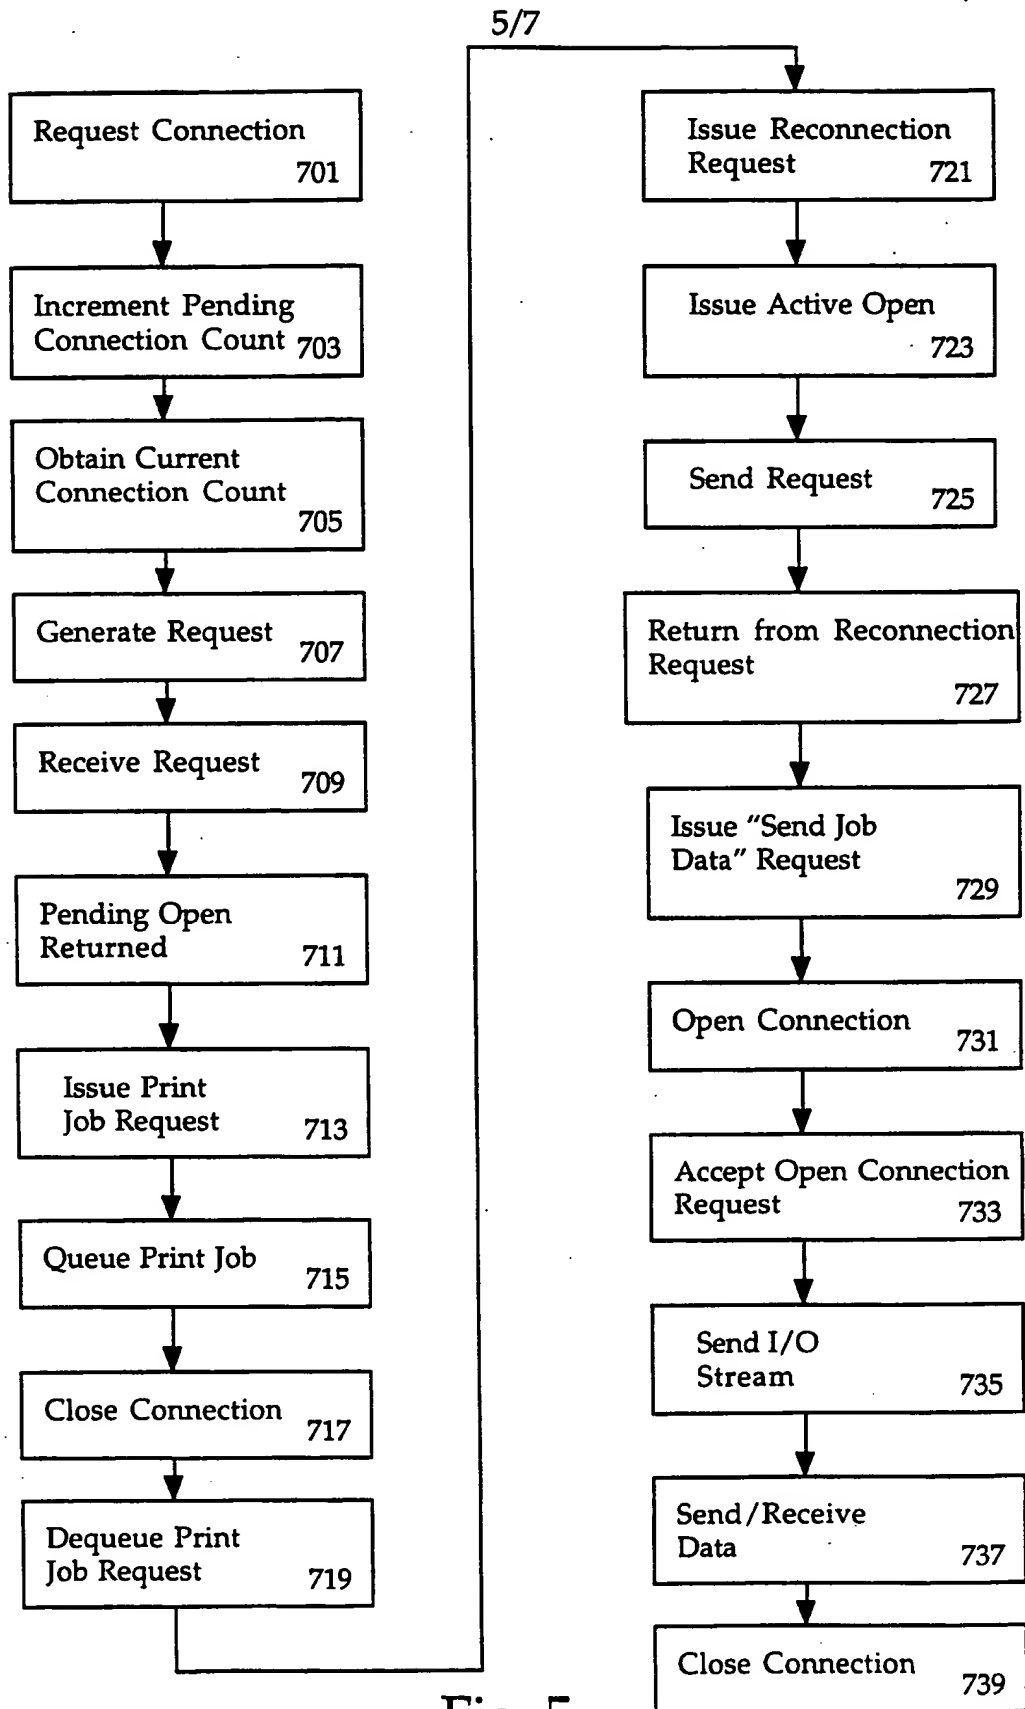 5/7
Request Connection
701
Increment Pending
Connection Count 703
Obtain Current
Connection Count
705
Generate Request
707
Receive Request
709
Pending Open
Returned
711
Issue Print
Job Request
713
Queue Print Job
715
Close Connection
717
Dequeue Print
Job Request
719
Issue Reconnection
Request
721
Issue Active Open
723
Send Request
725
Return from Reconnection
Request
727
Issue "Send Job
Data" Request
729
Open Connection
731
Accept Open Connection
Request
733
Send I/O
Stream
735
Send/Receive
Data
737
Close Connection
739